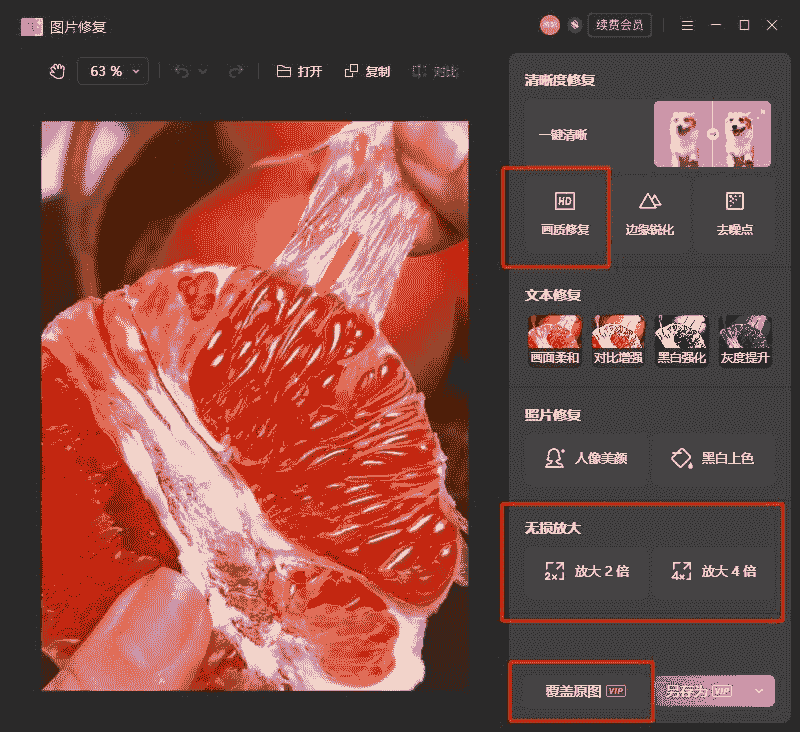 图片修复
续费会员
63 %
打开
复制
对比
清晰度修复
一键清晰
HD
画质修复
边缘锐化
去噪点
文本修复
画面柔和
对比增强
黑白强化
灰度提升
照片修复
人像美颜
黑白上色
无损放大
2x
放大 2 倍
4x
放大 4 倍
覆盖原图 VIP
另存为 VIP